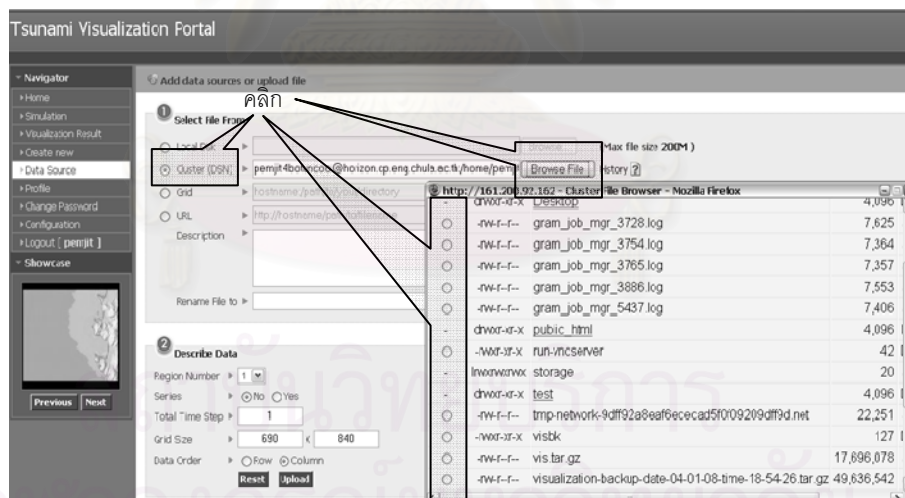 Tsunami Visualization Portal
Navigator
Home
Simulation
Visualization Result
Create new
Data Source
Profile
Change Password
Configuration
Logout [ pemjit ]
Showcase
Previous Next
Add data sources or upload file
คลิก
1 Select File From
Local Disk
Browse... Max file size 200M )
Cluster (DSN)
Browse File History [?]
Grid
URL
Description
Rename File to
2 Describe Data
Region Number 1
Series No Yes
Total Time Step 1
Grid Size 690 x 840
Data Order Row Column
Reset Upload
http://161.200.92.162 - Cluster File Browser - Mozilla Firefox
- drwxr-xr-x Desktop 4,096
-rw-r--r-- gram_job_mgr_3728.log 7,625
-rw-r--r-- gram_job_mgr_3754.log 7,364
-rw-r--r-- gram_job_mgr_3765.log 7,357
-rw-r--r-- gram_job_mgr_3886.log 7,553
-rw-r--r-- gram_job_mgr_5437.log 7,406
- drwxr-xr-x public_html 4,096
-rwxr-xr-x run-vncserver 42
- lrwxrwxrwx storage 20
- drwxr-xr-x test 4,096
-rw-r--r-- 22,251
-rwxr-xr-x visbk 127
-rw-r--r-- vis.tar.gz 17,696,078
-rw-r--r-- visualization-backup-date-04-01-08-time-18-54-26.tar.gz 49,636,542